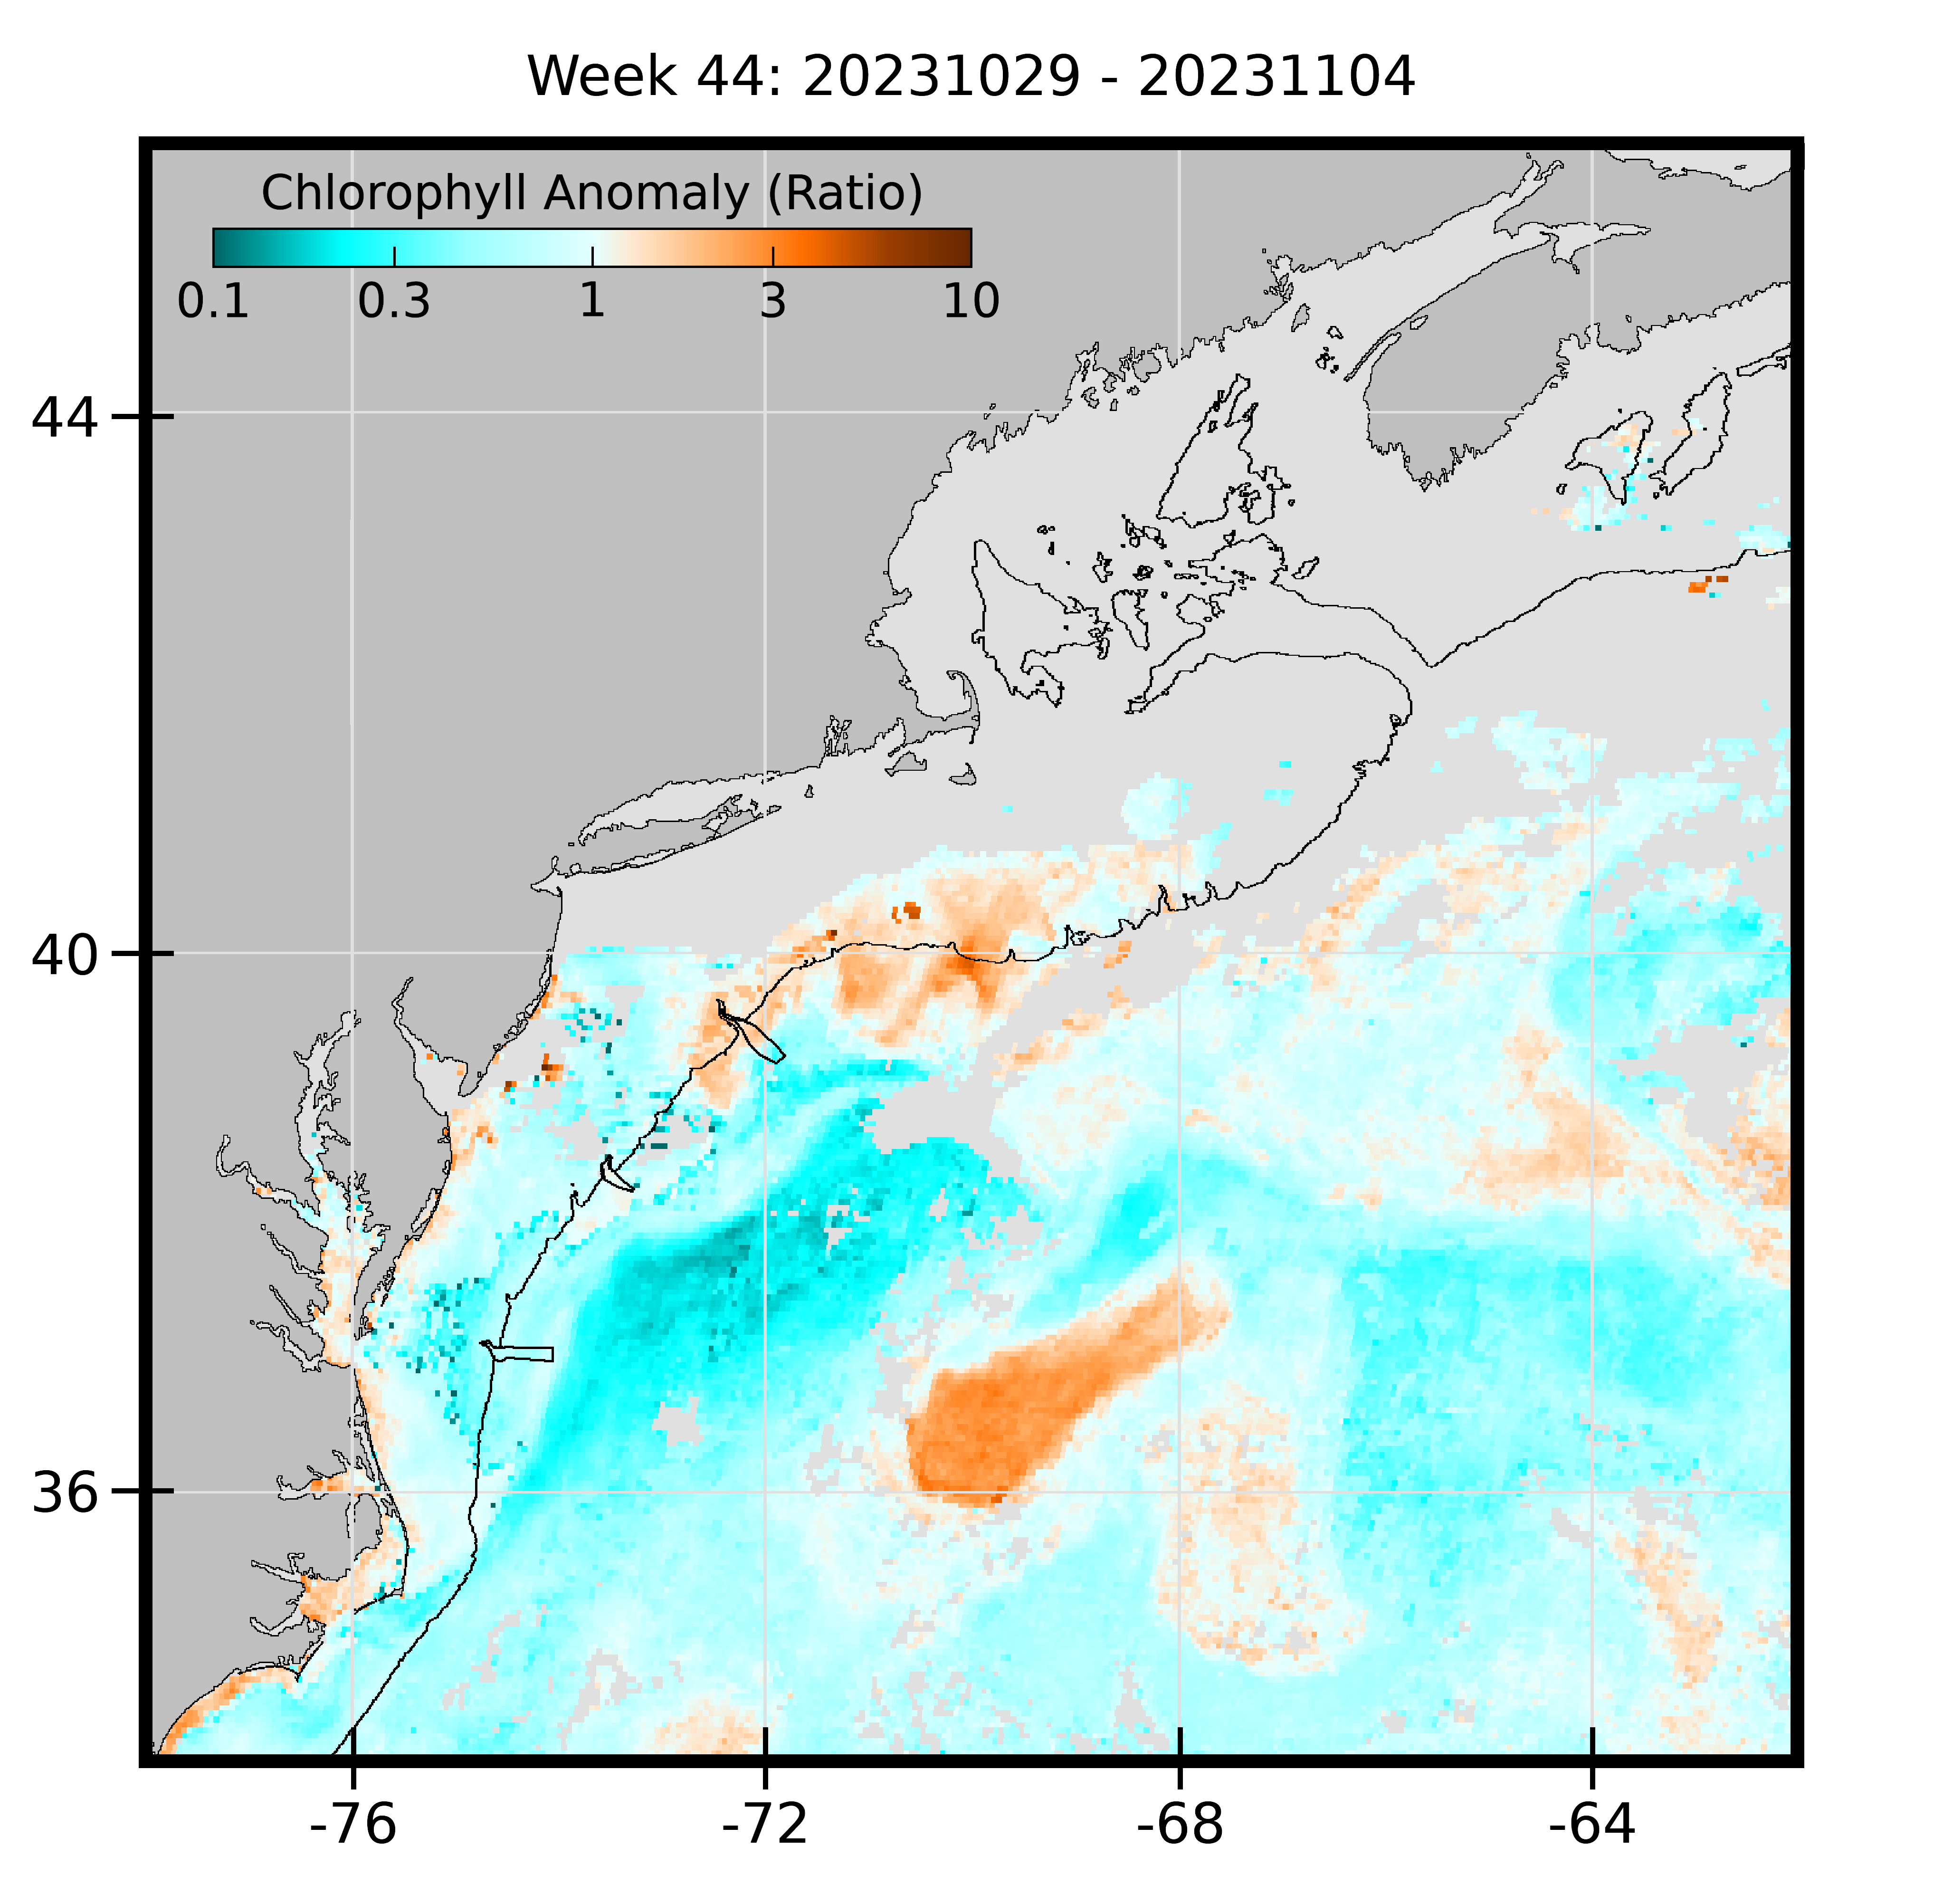 Week 44: 20231029 - 20231104
Chlorophyll Anomaly (Ratio)
0.1 0.3 1 3 10
44
40
36
-76 -72 -68 -64